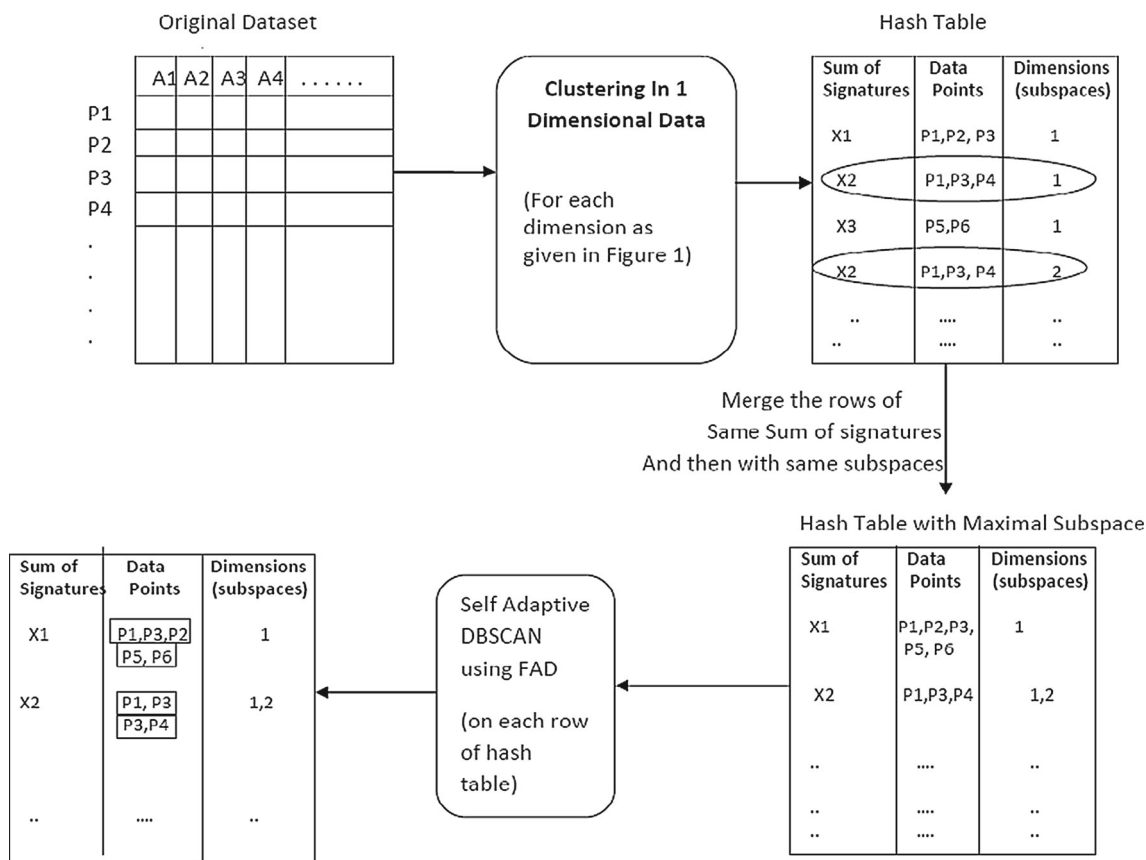 Original Dataset
A1 A2 A3 A4 ......
P1
P2
P3
P4
.
.
.
.
Clustering In 1
Dimensional Data
(For each
dimension as
given in Figure 1)
Hash Table
Sum of Data Dimensions
Signatures Points (subspaces)
X1 P1,P2, P3 1
X2 P1,P3,P4 1
X3 P5,P6 1
X2 P1,P3, P4 2
.. .... ..
.. .... ..
Merge the rows of
Same Sum of signatures
And then with same subspaces
Hash Table with Maximal Subspace
Sum of Data Dimensions
Signatures Points (subspaces)
X1 P1,P2,P3, 1
P5, P6
X2 P1,P3,P4 1,2
.. .... ..
.. .... ..
.. .... ..
Self Adaptive
DBSCAN
using FAD
(on each row
of hash
table)
Sum of Data Dimensions
Signatures Points (subspaces)
X1 P1,P3,P2 1
P5, P6
X2 P1, P3 1,2
P3,P4
.. .... ..